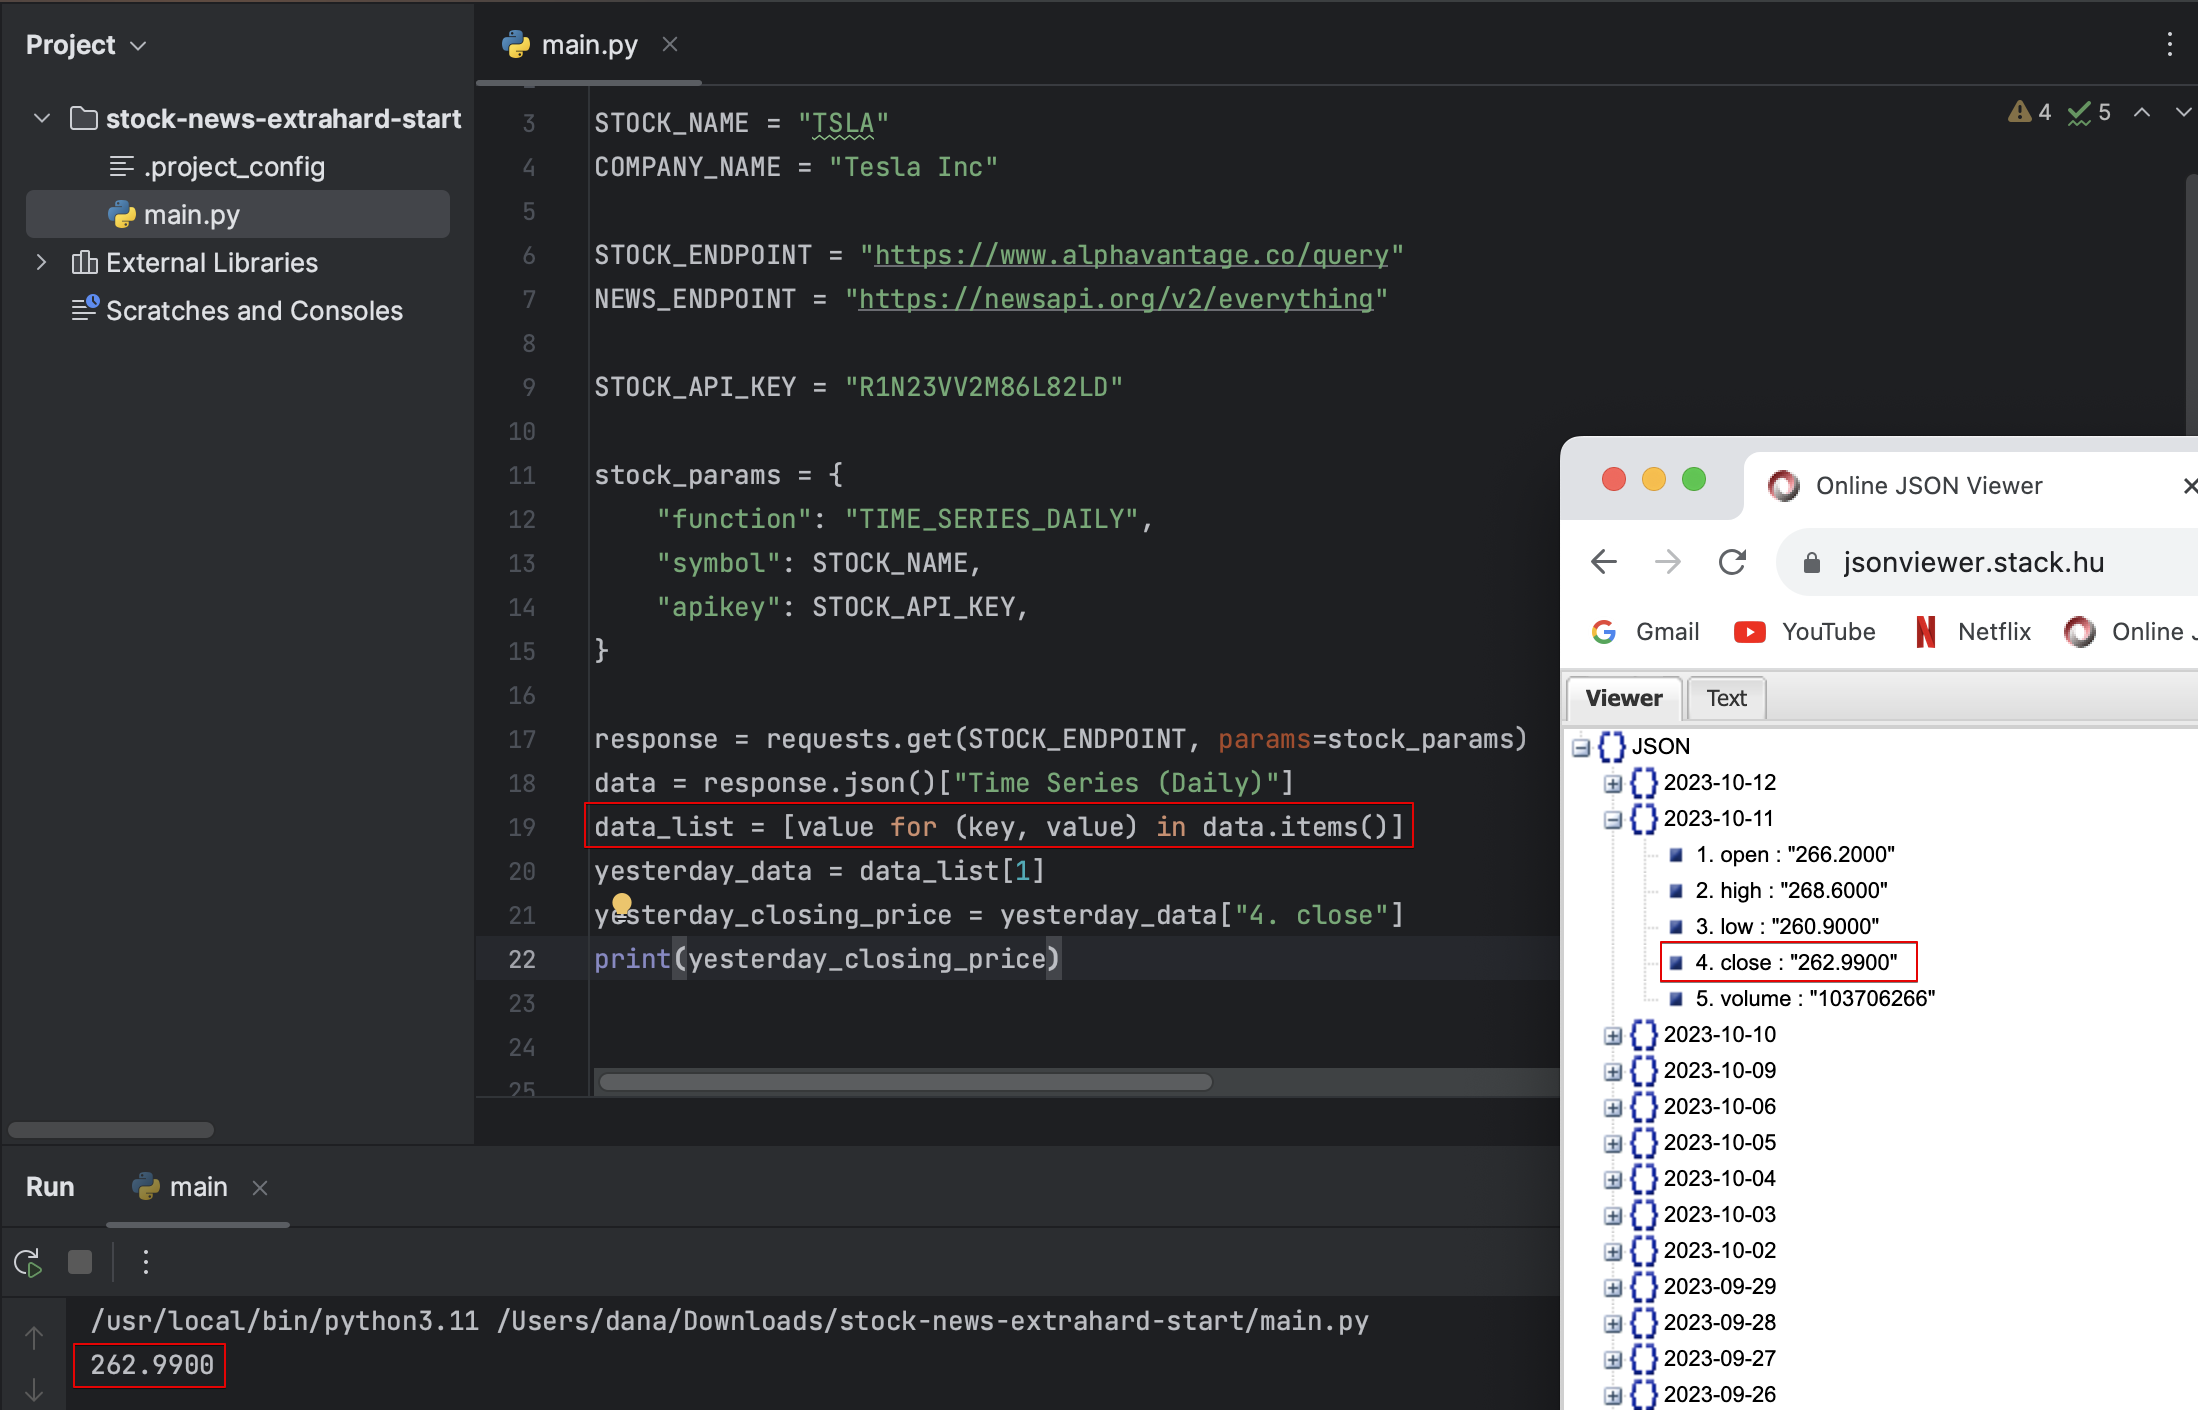 Project
stock-news-extrahard-start
.project_config
main.py
External Libraries
Scratches and Consoles
main.py
4 5
3 STOCK_NAME = "TSLA"
4 COMPANY_NAME = "Tesla Inc"
5
6 STOCK_ENDPOINT = "https://www.alphavantage.co/query"
7 NEWS_ENDPOINT = "https://newsapi.org/v2/everything"
8
9 STOCK_API_KEY = "R1N23VV2M86L82LD"
10
11 stock_params = {
12 "function": "TIME_SERIES_DAILY",
13 "symbol": STOCK_NAME,
14 "apikey": STOCK_API_KEY,
15 }
16
17 response = requests.get(STOCK_ENDPOINT, params=stock_params)
18 data = response.json()["Time Series (Daily)"]
19 data_list = [value for (key, value) in data.items()]
20 yesterday_data = data_list[1]
21 yesterday_closing_price = yesterday_data["4. close"]
22 print(yesterday_closing_price)
23
24
25
Online JSON Viewer
jsonviewer.stack.hu
Gmail YouTube Netflix Online
Viewer Text
JSON
2023-10-12
2023-10-11
1. open : "266.2000"
2. high : "268.6000"
3. low : "260.9000"
4. close : "262.9900"
5. volume : "103706266"
2023-10-10
2023-10-09
2023-10-06
2023-10-05
2023-10-04
2023-10-03
2023-10-02
2023-09-29
2023-09-28
2023-09-27
2023-09-26
Run main
/usr/local/bin/python3.11 /Users/dana/Downloads/stock-news-extrahard-start/main.py
262.9900